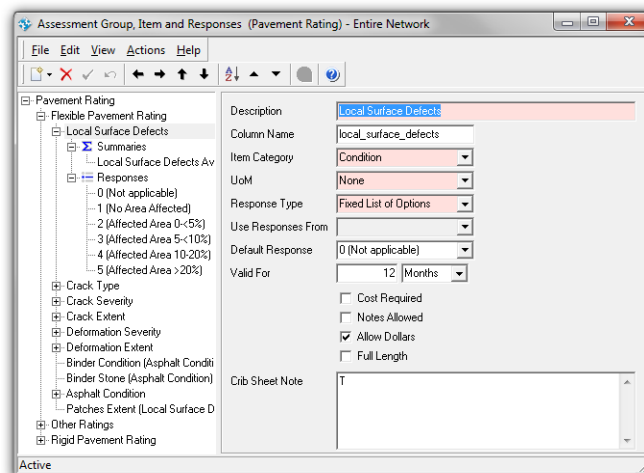 Assessment Group, Item and Responses (Pavement Rating) - Entire Network
File Edit View Actions Help
Pavement Rating
Flexible Pavement Rating
Local Surface Defects
Σ Summaries
Local Surface Defects Av
Responses
0 (Not applicable)
1 (No Area Affected)
2 (Affected Area 0-<5%)
3 (Affected Area 5-<10%)
4 (Affected Area 10-20%)
5 (Affected Area >20%)
Crack Type
Crack Severity
Crack Extent
Deformation Severity
Deformation Extent
Binder Condition (Asphalt Conditi
Binder Stone (Asphalt Condition)
Asphalt Condition
Patches Extent (Local Surface D
Other Ratings
Rigid Pavement Rating
Description Local Surface Defects
Column Name local_surface_defects
Item Category Condition
UoM None
Response Type Fixed List of Options
Use Responses From
Default Response 0 (Not applicable)
Valid For 12 Months
Cost Required
Notes Allowed
Allow Dollars
Full Length
Crib Sheet Note T
Active